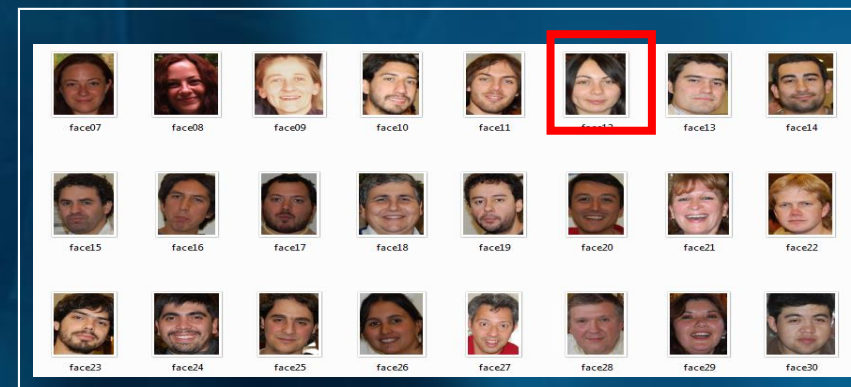 face07 face08 face09 face10 face11 face12 face13 face14
face15 face16 face17 face18 face19 face20 face21 face22
face23 face24 face25 face26 face27 face28 face29 face30